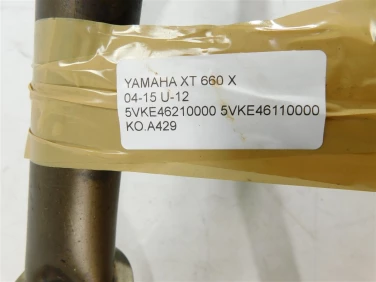 YAMAHA XT 660 X
04-15 U-12
5VKE46210000 5VKE46110000
KO.A429